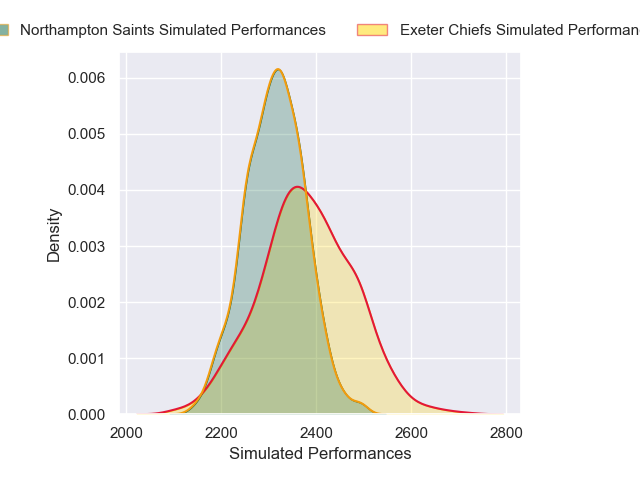 Northampton Saints Simulated Performances
Exeter Chiefs Simulated
0.006
0.005
0.004
0.003
0.002
0.001
0.000
Density
2000 2200 2400 2600 2800
Simulated Performances